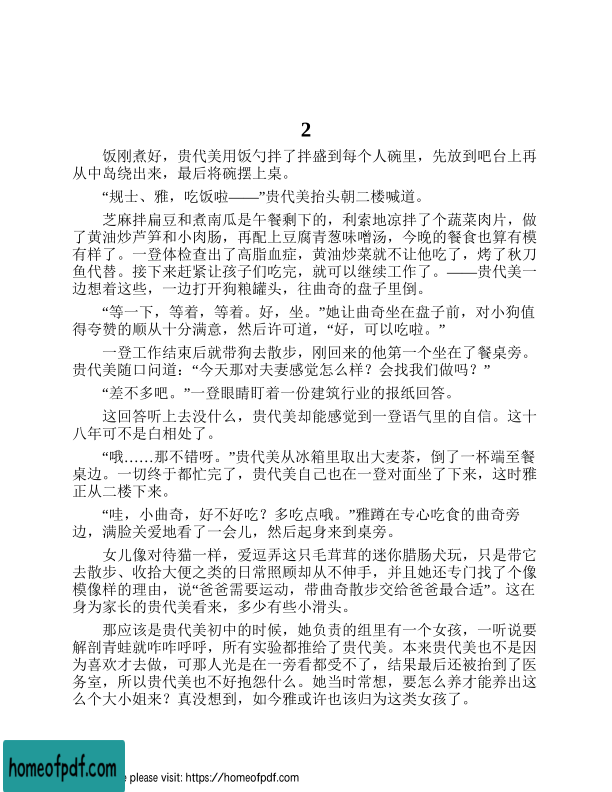 2
饭刚煮好，贵代美用饭勺拌了拌盛到每个人碗里，先放到吧台上再
从中岛绕出来，最后将碗摆上桌。
“规士、雅，吃饭啦——”贵代美抬头朝二楼喊道。
芝麻拌扁豆和煮南瓜是午餐剩下的，利索地凉拌了个蔬菜肉片，做
了黄油炒芦笋和小肉肠，再配上豆腐青葱味噌汤，今晚的餐食也算有模
有样了。一登体检查出了高脂血症，黄油炒菜就不让他吃了，烤了秋刀
鱼代替。接下来赶紧让孩子们吃完，就可以继续工作了。——贵代美一
边想着这些，一边打开狗粮罐头，往曲奇的盘子里倒。
“等一下，等着，等着。好，坐。”她让曲奇坐在盘子前，对小狗值
得夸赞的顺从十分满意，然后许可道，“好，可以吃啦。”
一登工作结束后就带狗去散步，刚回来的他第一个坐在了餐桌旁。
贵代美随口问道：“今天那对夫妻感觉怎么样？会找我们做吗？”
“差不多吧。”一登眼睛盯着一份建筑行业的报纸回答。
这回答听上去没什么，贵代美却能感觉到一登语气里的自信。这十
八年可不是白相处了。
“哦……那不错呀。”贵代美从冰箱里取出大麦茶，倒了一杯端至餐
桌边。一切终于都忙完了，贵代美自己也在一登对面坐了下来，这时雅
正从二楼下来。
“哇，小曲奇，好不好吃？多吃点哦。”雅蹲在专心吃食的曲奇旁
边，满脸关爱地看了一会儿，然后起身来到桌旁。
女儿像对待猫一样，爱逗弄这只毛茸茸的迷你腊肠犬玩，只是带它
去散步、收拾大便之类的日常照顾却从不伸手，并且她还专门找了个像
模像样的理由，说“爸爸需要运动，带曲奇散步交给爸爸最合适”。这在
身为家长的贵代美看来，多少有些小滑头。
那应该是贵代美初中的时候，她负责的组里有一个女孩，一听说要
解剖青蛙就咋咋呼呼，所有实验都推给了贵代美。本来贵代美也不是因
为喜欢才去做，可那人光是在一旁看都受不了，结果最后还被抬到了医
务室，所以贵代美也不好抱怨什么。她当时常想，要怎么养才能养出这
么个大小姐来？真没想到，如今雅或许也该归为这类女孩了。
homeofpdf.com
e please visit: https://homeofpdf.com